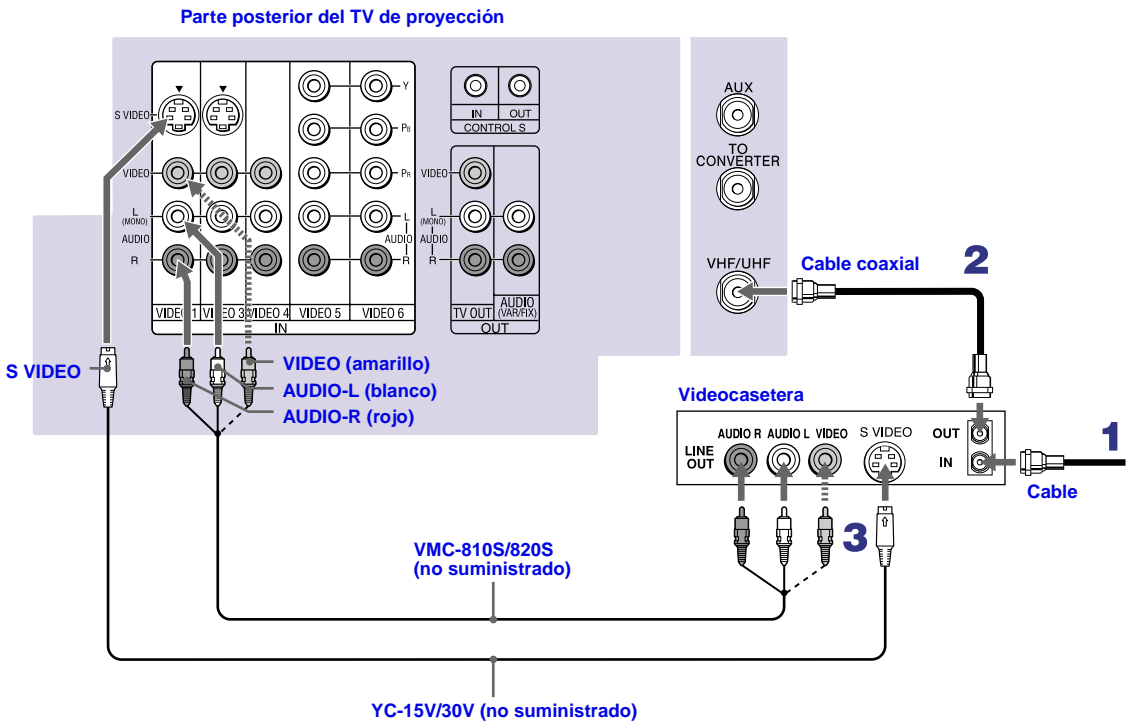 Parte posterior del TV de proyección
S VIDEO
VIDEO
L
(MONO)
AUDIO
R
Y
PB
PR
L
AUDIO
R
VIDEO 1
VIDEO 3
VIDEO 4
VIDEO 5
VIDEO 6
IN
IN
OUT
CONTROL S
VIDEO
L
(MONO)
AUDIO
R
TV OUT
AUDIO
(VAR/FIX)
OUT
AUX
TO
CONVERTER
VHF/UHF
Cable coaxial
2
S VIDEO
VIDEO (amarillo)
AUDIO-L (blanco)
AUDIO-R (rojo)
Videocasetera
LINE
OUT
AUDIO R
AUDIO L
VIDEO
S VIDEO
OUT
IN
1
Cable
3
VMC-810S/820S
(no suministrado)
YC-15V/30V (no suministrado)